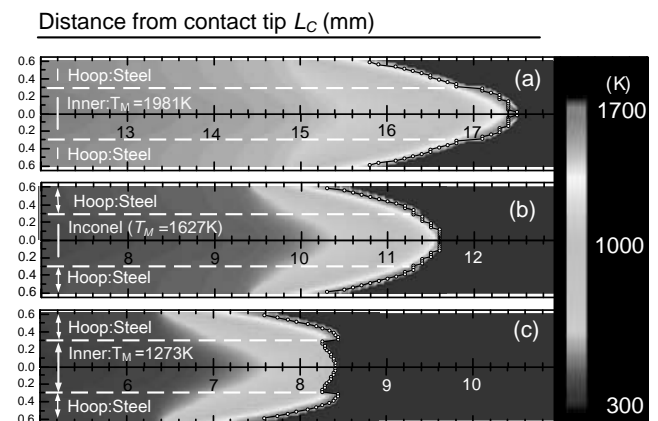 Distance from contact tip L_C (mm)
0.6 Hoop:Steel (a)
0.4
0.2 Inner:T_M=1981K
0.0 13 14 15 16 17
0.2
0.4 Hoop:Steel
0.6
0.6 Hoop:Steel (b)
0.4
0.2 Inconel (T_M=1627K)
0.0 8 9 10 11 12
0.2
0.4 Hoop:Steel
0.6
0.6 Hoop:Steel (c)
0.4
0.2 Inner:T_M=1273K
0.0 6 7 8 9 10
0.2
0.4 Hoop:Steel
0.6
(K)
1700
1000
300